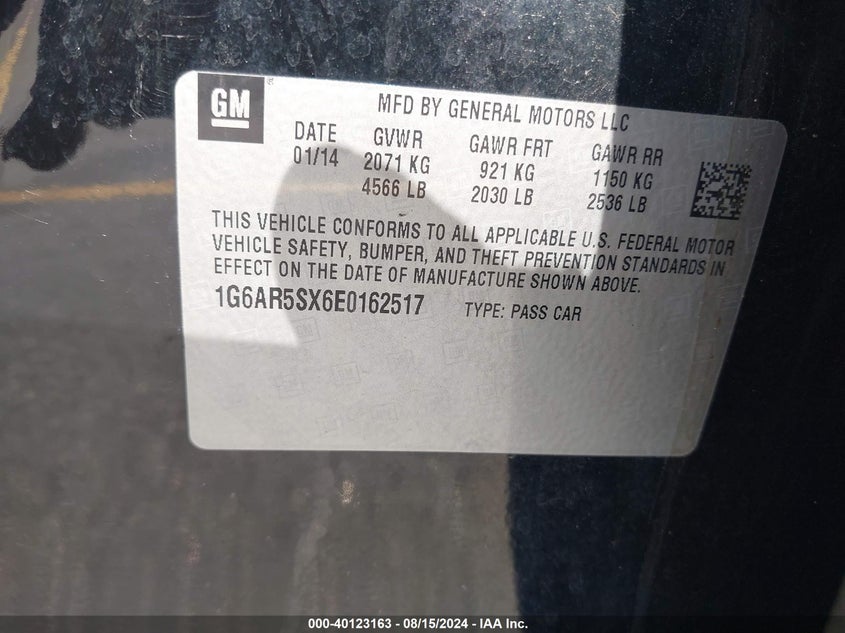 GM
MFD BY GENERAL MOTORS LLC
DATE GVWR GAWR FRT GAWR RR
01/14 2071 KG 921 KG 1150 KG
4566 LB 2030 LB 2536 LB
THIS VEHICLE CONFORMS TO ALL APPLICABLE U.S. FEDERAL MOTOR
VEHICLE SAFETY, BUMPER, AND THEFT PREVENTION STANDARDS IN
EFFECT ON THE DATE OF MANUFACTURE SHOWN ABOVE.
1G6AR5SX6E0162517 TYPE: PASS CAR
000-40123163 - 08/15/2024 - IAA Inc.